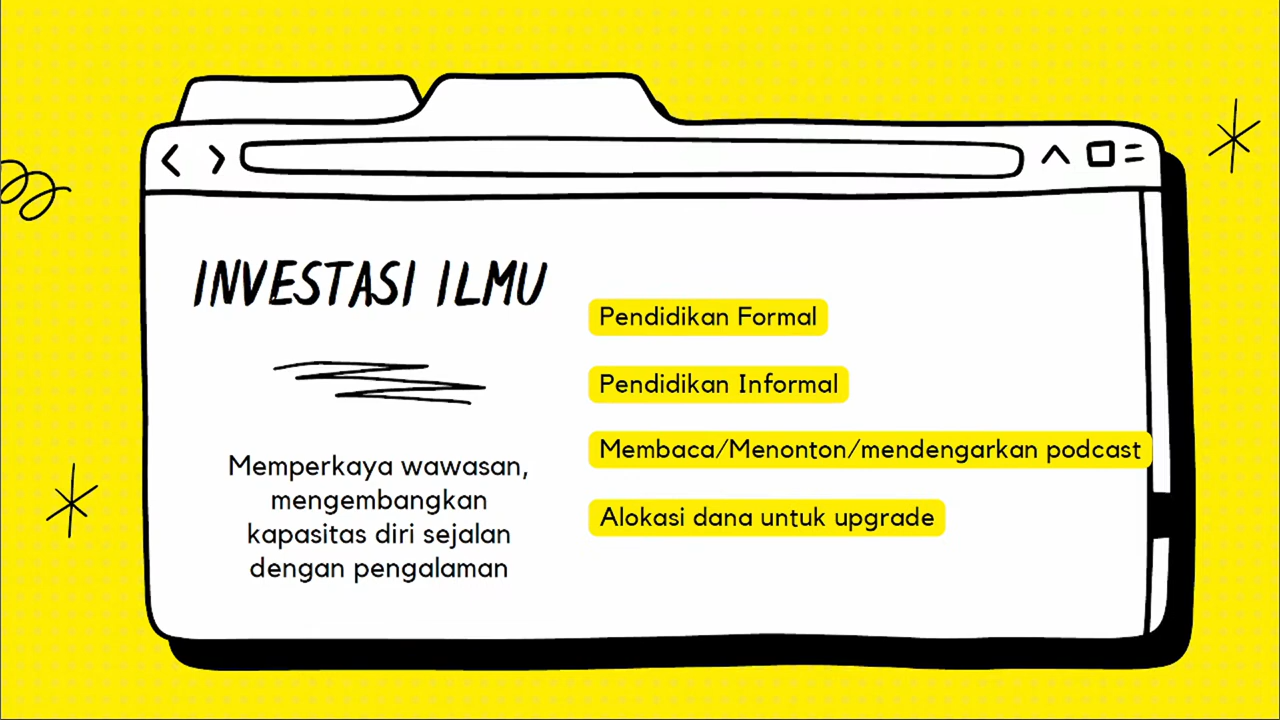 INVESTASI ILMU
Memperkaya wawasan,
mengembangkan
kapasitas diri sejalan
dengan pengalaman
Pendidikan Formal
Pendidikan Informal
Membaca/Menonton/mendengarkan podcast
Alokasi dana untuk upgrade